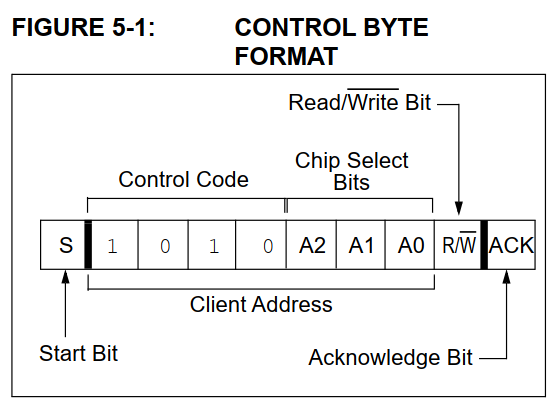 FIGURE 5-1: CONTROL BYTE
FORMAT
Read/Write Bit
Chip Select
Bits
Control Code
S 1 0 1 0 A2 A1 A0 R/W ACK
Client Address
Start Bit
Acknowledge Bit